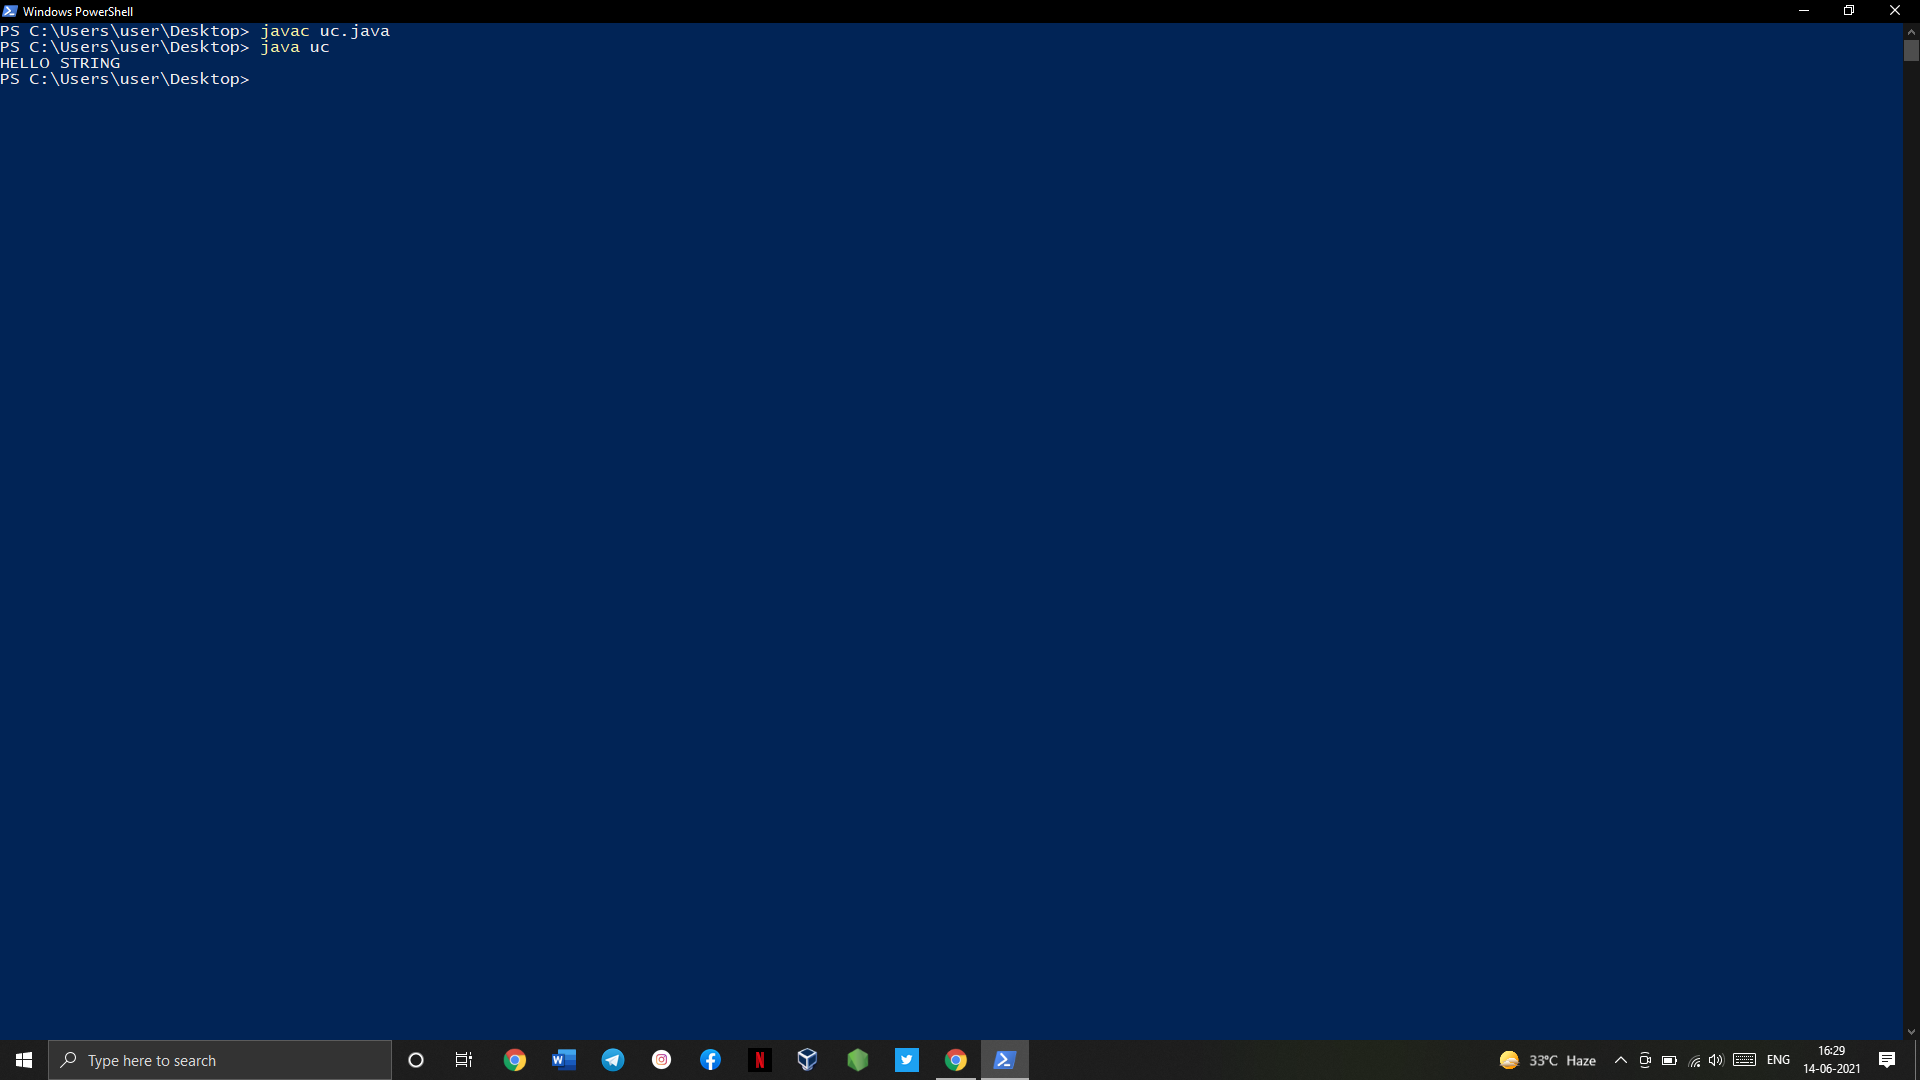 Windows PowerShell
PS C:\Users\user\Desktop> javac uc.java
PS C:\Users\user\Desktop> java uc
HELLO STRING
PS C:\Users\user\Desktop>
Type here to search
33°C Haze
ENG
16:29
14-06-2021